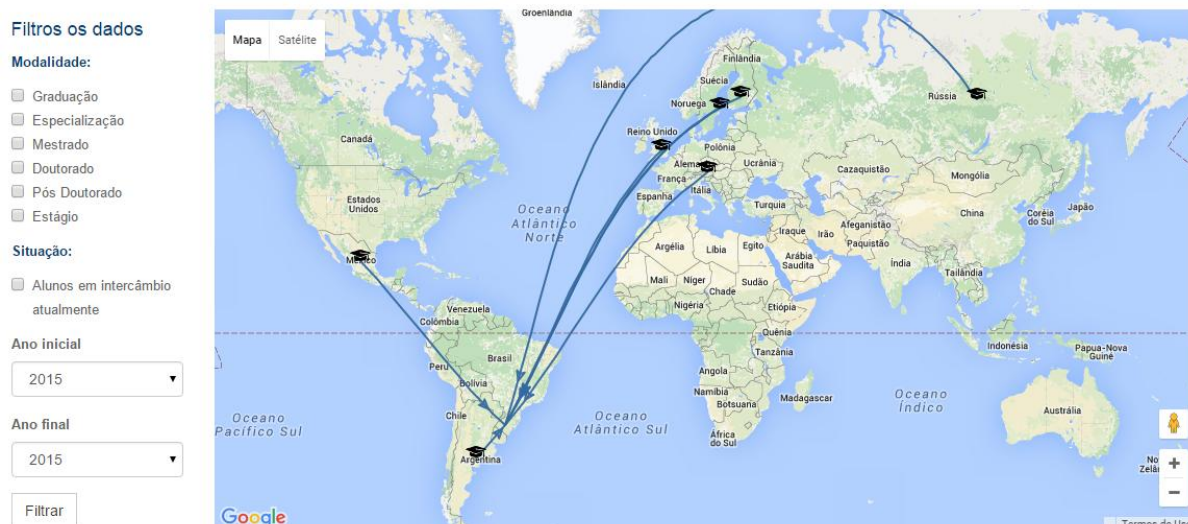 Filtros os dados
Modalidade:
Graduação
Especialização
Mestrado
Doutorado
Pós Doutorado
Estágio
Situação:
Alunos em intercâmbio
atualmente
Ano inicial
2015
Ano final
2015
Filtrar
Mapa Satélite
Groenlândia
Islândia
Finlândia
Suécia
Noruega
Rússia
Reino Unido
Canadá
Polônia
Ucrânia
França
Cazaquistão
Mongólia
Espanha
Itália
Estados
Unidos
Oceano
Atlântico
Norte
Turquia
China
Coréia
do Sul
Japão
Iraque
Irão
Afeganistão
Paquistão
Argélia
Líbia
Egito
Arábia
Saudita
Índia
México
Mali
Níger
Chade
Sudão
Tailândia
Nigéria
Etiópia
Venezuela
Colômbia
Quênia
Indonésia
Papua-Nova
Guiné
Brasil
Peru
Tanzânia
Bolívia
Angola
Namíbia
Botsuana
Madagascar
Oceano
Índico
Austrália
Chile
Oceano
Pacífico Sul
Oceano
Atlântico Sul
África
do Sul
Argentina
Google